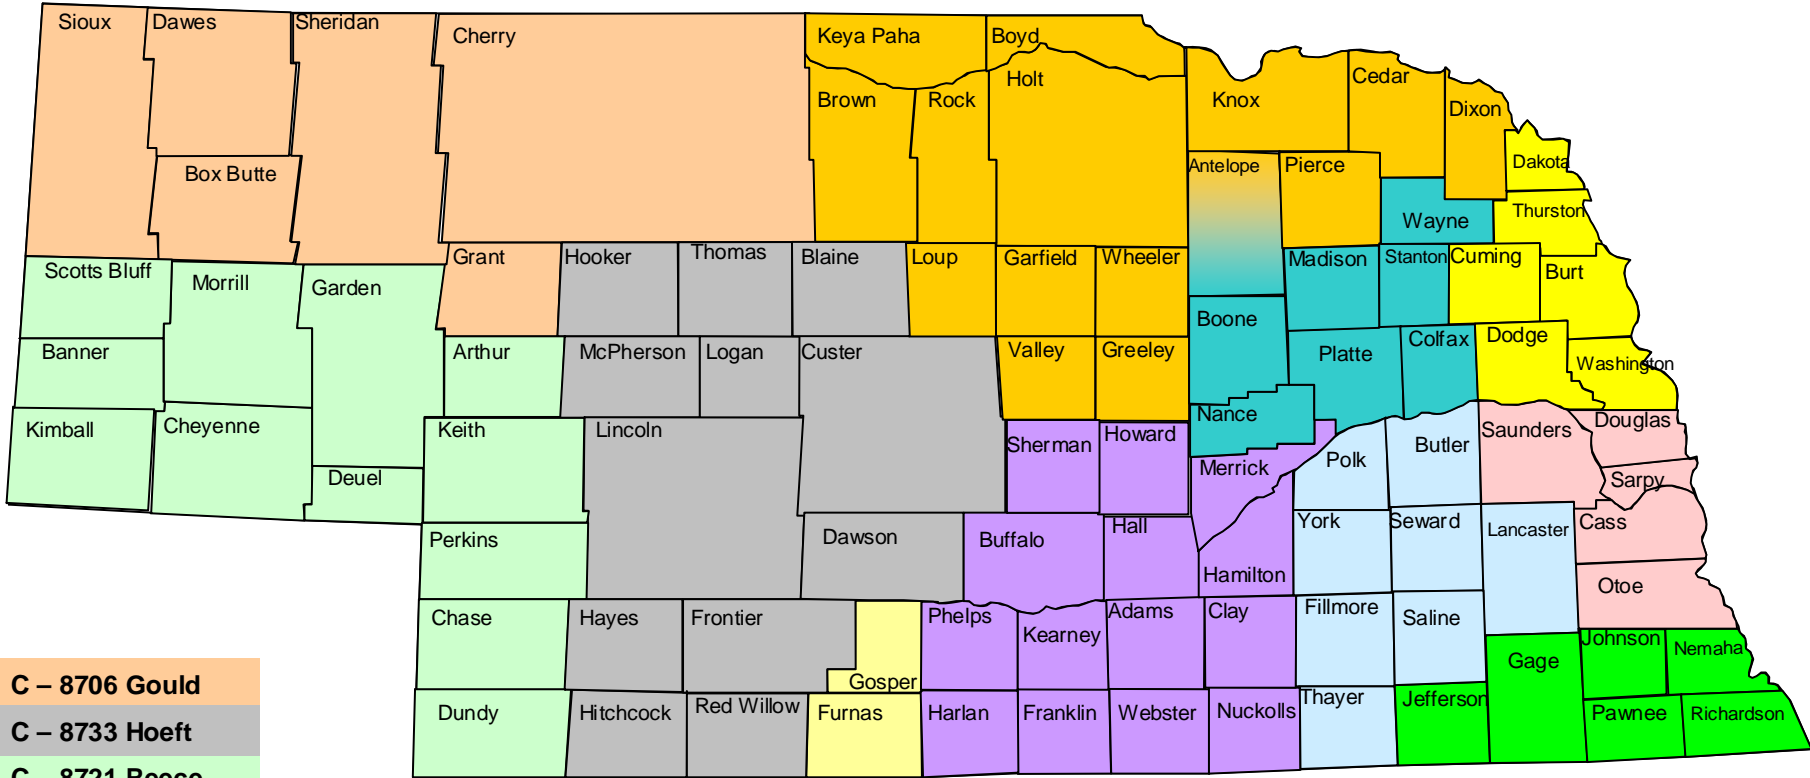 Sioux
Dawes
Sheridan
Cherry
Keya Paha
Boyd
Holt
Knox
Cedar
Dixon
Brown
Rock
Dakota
Box Butte
Antelope
Pierce
Wayne
Thurston
Scotts Bluff
Morrill
Garden
Grant
Hooker
Thomas
Blaine
Loup
Garfield
Wheeler
Madison
Stanton
Cuming
Burt
Boone
Banner
Arthur
McPherson
Logan
Custer
Valley
Greeley
Platte
Colfax
Dodge
Washington
Kimball
Cheyenne
Keith
Lincoln
Sherman
Howard
Nance
Merrick
Polk
Butler
Saunders
Douglas
Deuel
Sarpy
Perkins
Dawson
Buffalo
Hall
Hamilton
York
Seward
Lancaster
Cass
Otoe
Chase
Hayes
Frontier
Gosper
Phelps
Kearney
Adams
Clay
Fillmore
Saline
Gage
Johnson
Nemaha
Dundy
Hitchcock
Red Willow
Furnas
Harlan
Franklin
Webster
Nuckolls
Thayer
Jefferson
Pawnee
Richardson
C – 8706 Gould
C – 8733 Hoeft
C – 8721 Reece